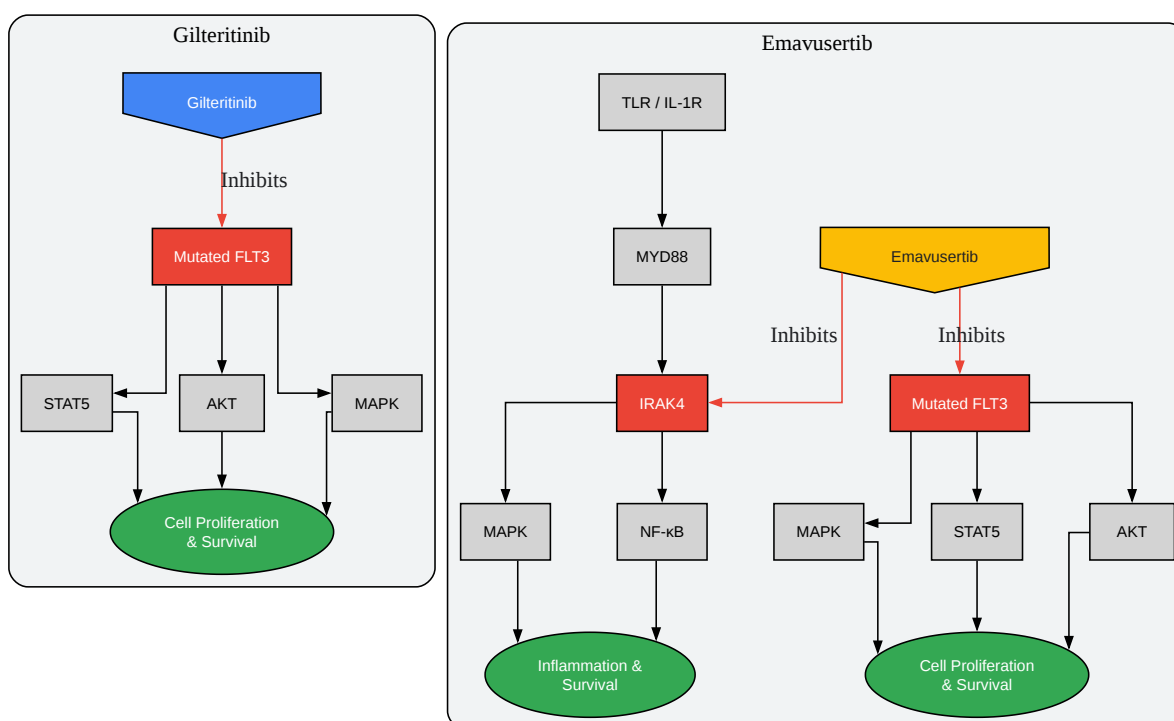 Gilteritinib
Gilteritinib
Inhibits
Mutated FLT3
STAT5
AKT
MAPK
Cell Proliferation
& Survival
Emavusertib
TLR / IL-1R
MYD88
Emavusertib
Inhibits
Inhibits
IRAK4
Mutated FLT3
MAPK
NF-κB
MAPK
STAT5
AKT
Inflammation &
Survival
Cell Proliferation
& Survival